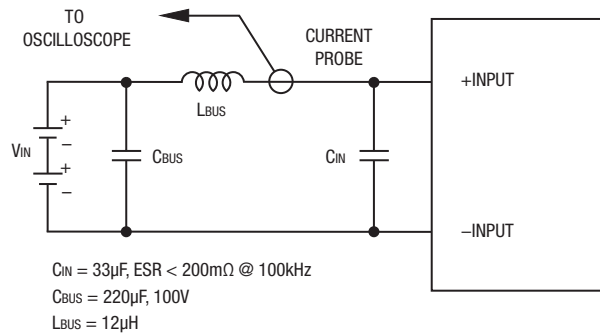 TO
OSCILLOSCOPE
CURRENT
PROBE
+INPUT
LBUS
+
VIN
−
+
−
CBUS
CIN
−INPUT
CIN = 33µF, ESR < 200mΩ @ 100kHz
CBUS = 220µF, 100V
LBUS = 12µH